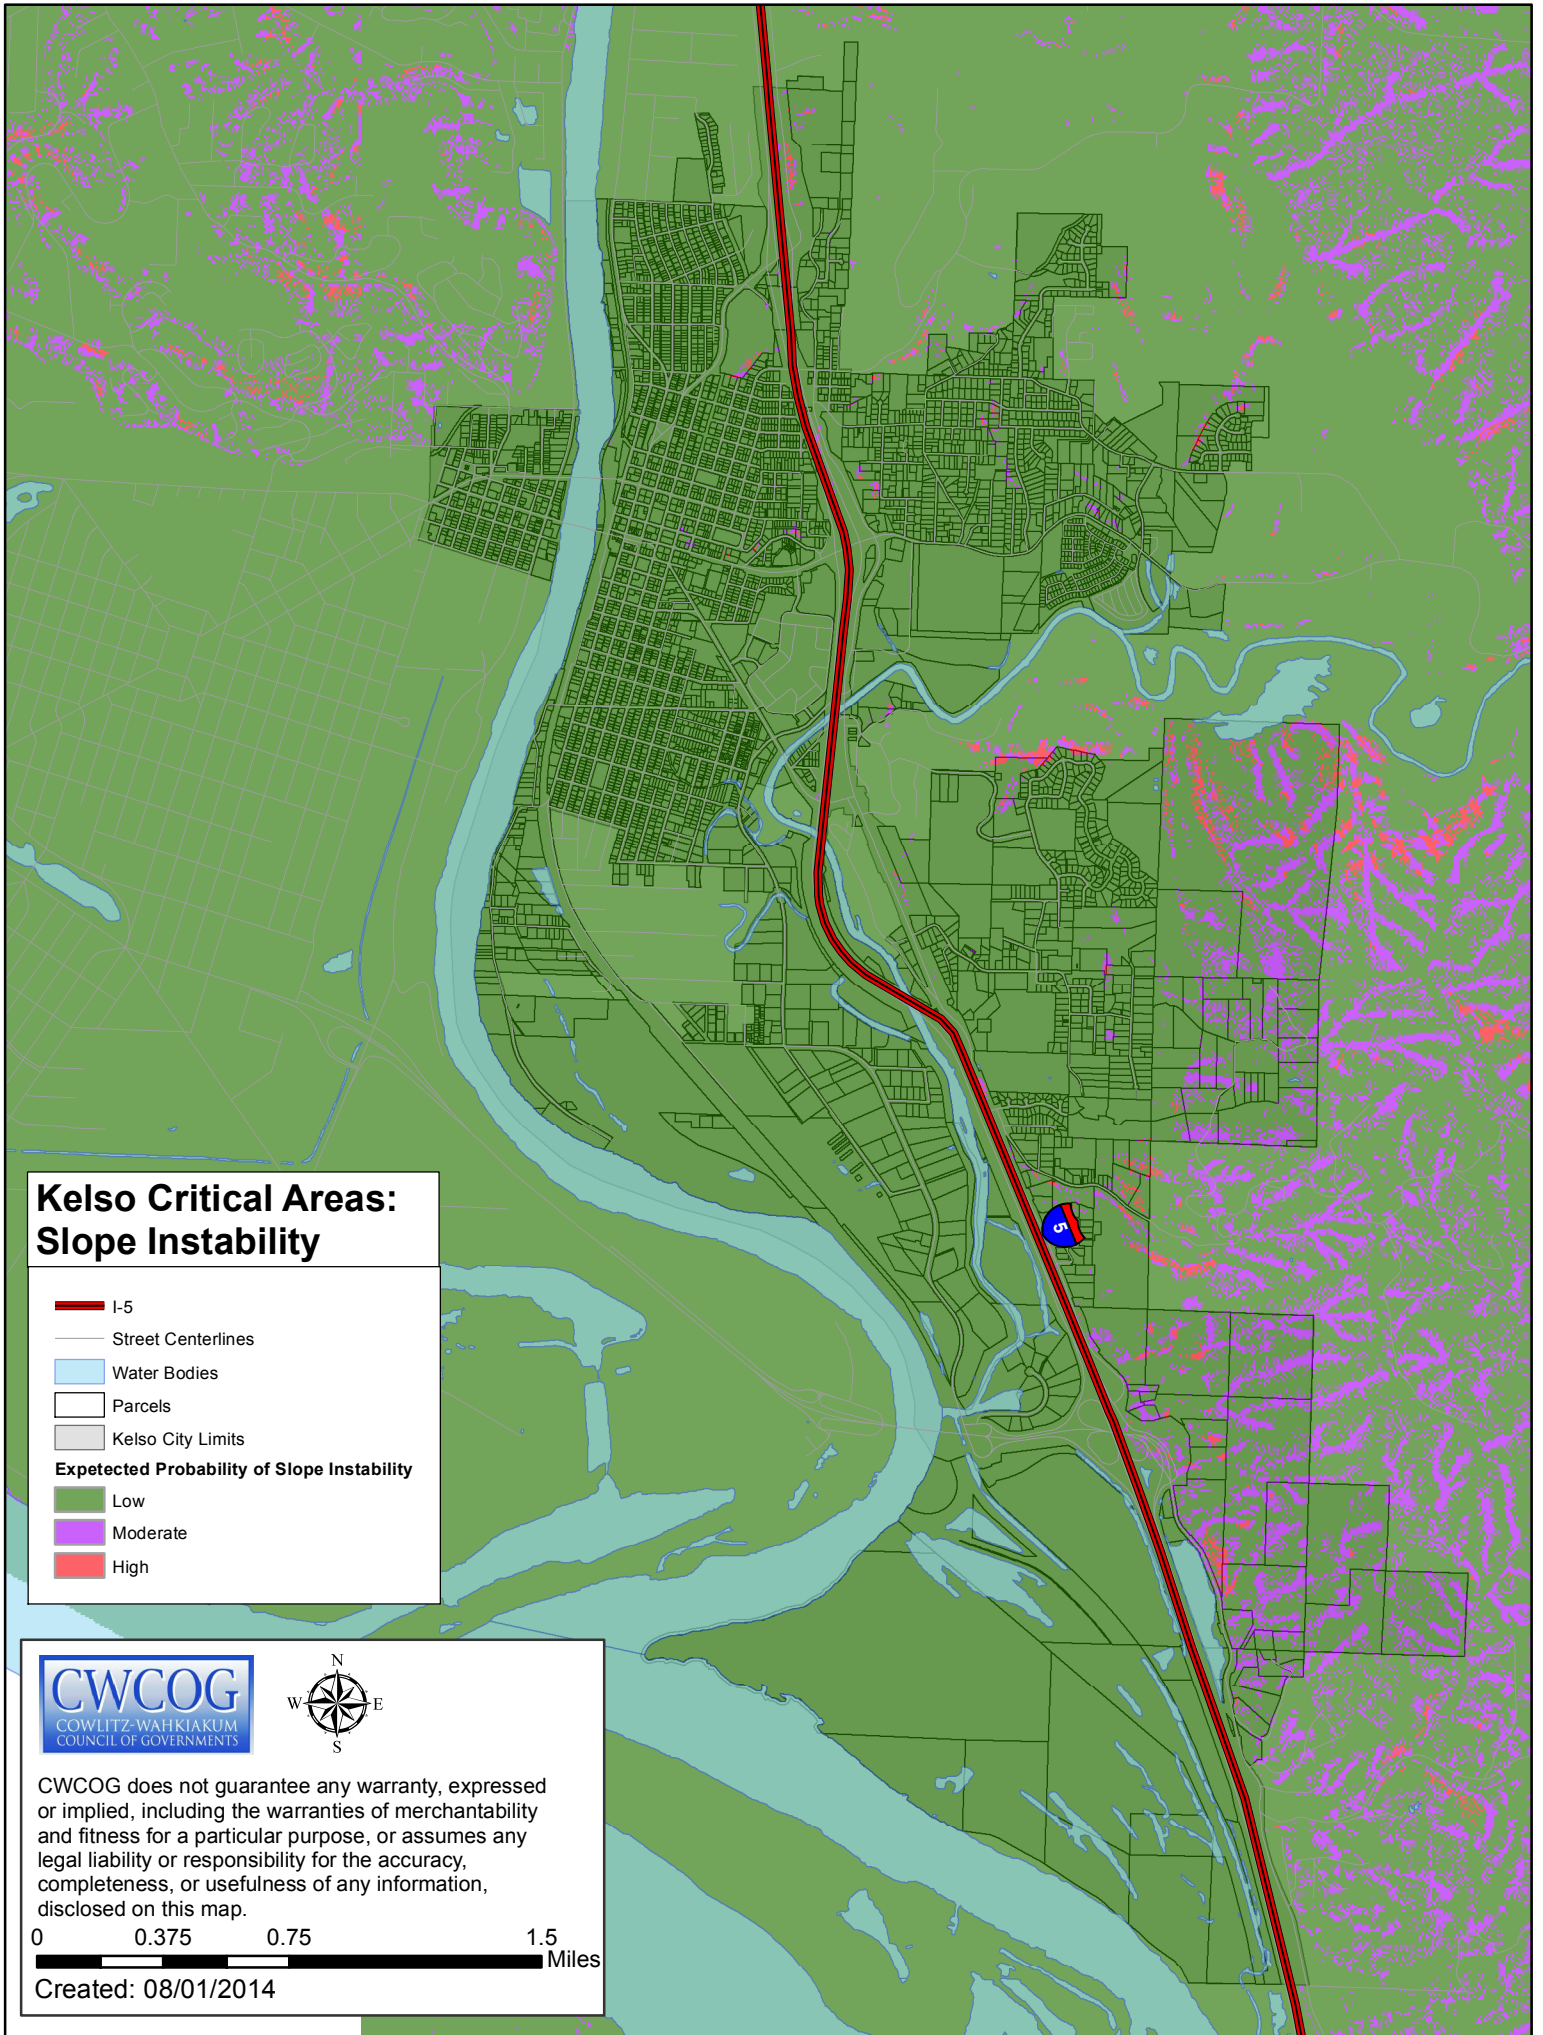 5
Kelso Critical Areas:
Slope Instability
I-5
Street Centerlines
Water Bodies
Parcels
Kelso City Limits
Expetected Probability of Slope Instability
Low
Moderate
High
CWCOG
COWLITZ-WAHKIAKUM
COUNCIL OF GOVERNMENTS
N
W E
S
CWCOG does not guarantee any warranty, expressed
or implied, including the warranties of merchantability
and fitness for a particular purpose, or assumes any
legal liability or responsibility for the accuracy,
completeness, or usefulness of any information,
disclosed on this map.
0 0.375 0.75 1.5
Miles
Created: 08/01/2014